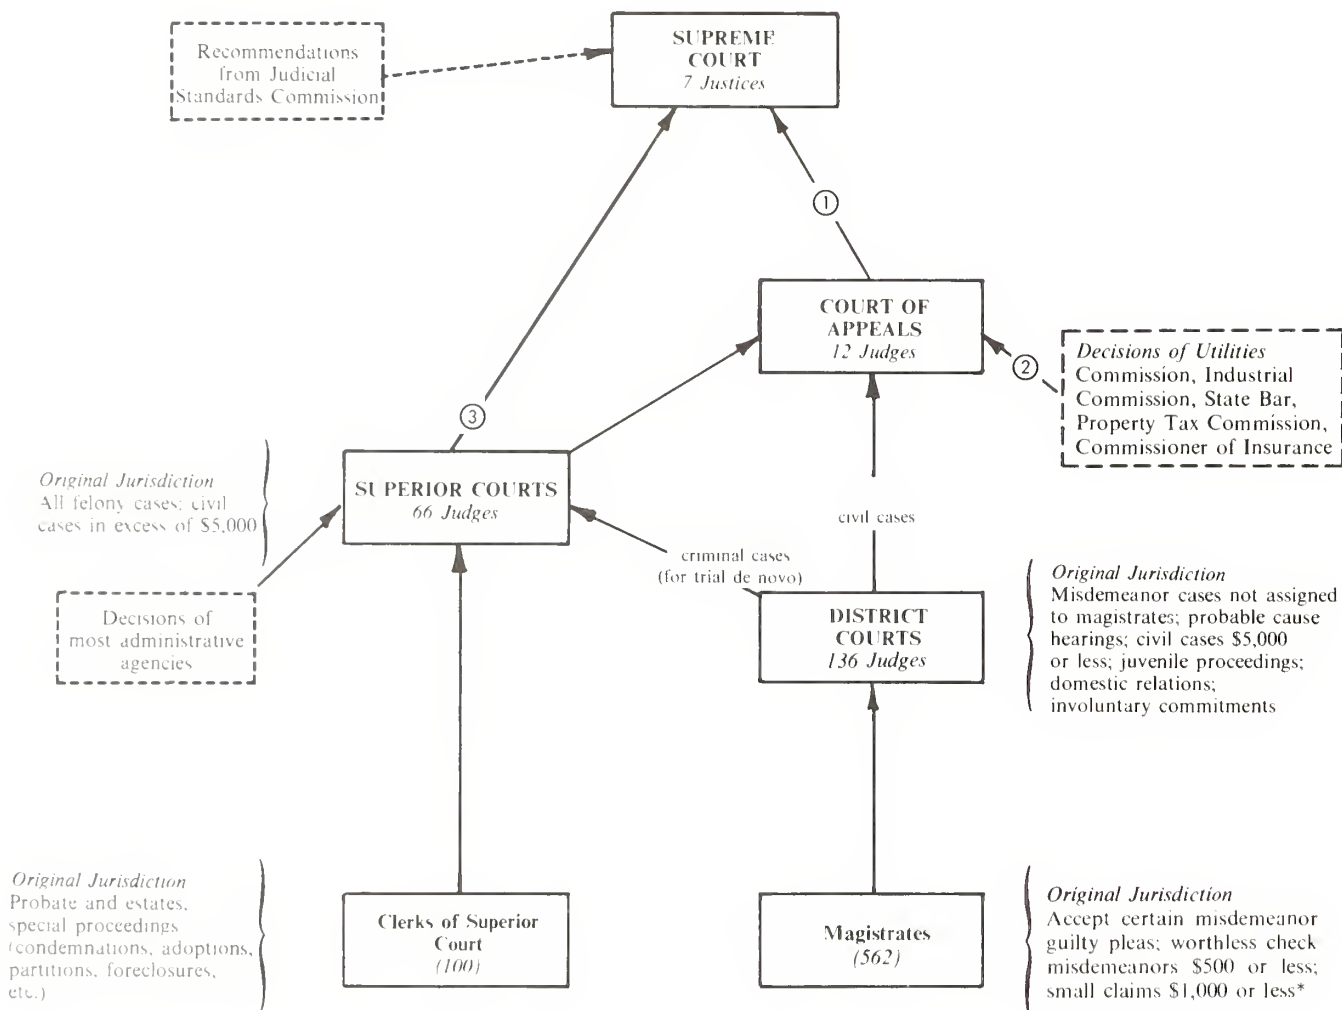 Recommendations
from Judicial
Standards Commission
SUPREME
COURT
7 Justices
1
COURT OF
APPEALS
12 Judges
2
Decisions of Utilities
Commission, Industrial
Commission, State Bar,
Property Tax Commission,
Commissioner of Insurance
3
Original Jurisdiction
All felony cases; civil
cases in excess of $5,000
SUPERIOR COURTS
66 Judges
civil cases
criminal cases
(for trial de novo)
Decisions of
most administrative
agencies
DISTRICT
COURTS
136 Judges
Original Jurisdiction
Misdemeanor cases not assigned
to magistrates; probable cause
hearings; civil cases $5,000
or less; juvenile proceedings;
domestic relations;
involuntary commitments
Original Jurisdiction
Probate and estates,
special proceedings
(condemnations, adoptions,
partitions, foreclosures,
etc.)
Clerks of Superior
Court
(100)
Magistrates
(562)
Original Jurisdiction
Accept certain misdemeanor
guilty pleas; worthless check
misdemeanors $500 or less;
small claims $1,000 or less*